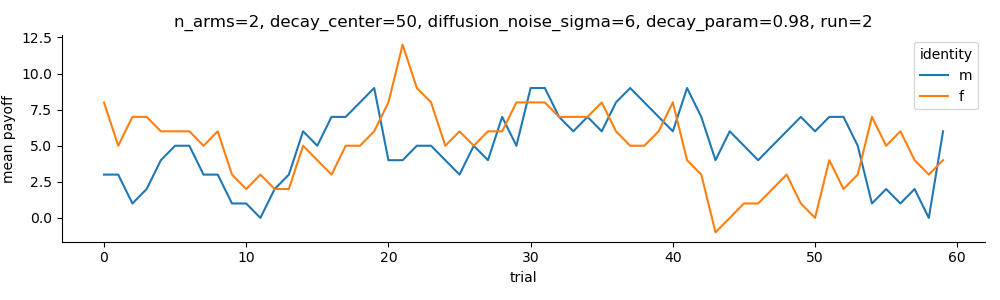 n_arms=2, decay_center=50, diffusion_noise_sigma=6, decay_param=0.98, run=2
12.5
10.0
7.5
5.0
2.5
0.0
mean payoff
identity
m
f
0 10 20 30 40 50 60
trial